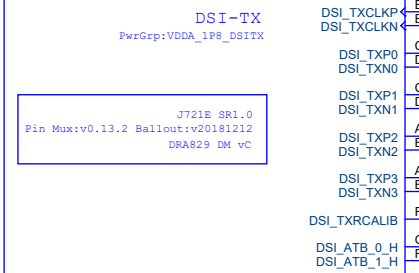 DSI-TX
PwrGrp:VDDA_1P8_DSITX
J721E SR1.0
Pin Mux:v0.13.2 Ballout:v20181212
DRA829 DM vC
DSI_TXCLKP
DSI_TXCLKN
DSI_TXP0
DSI_TXN0
DSI_TXP1
DSI_TXN1
DSI_TXP2
DSI_TXN2
DSI_TXP3
DSI_TXN3
DSI_TXRCALIB
DSI_ATB_0_H
DSI_ATB_1_H